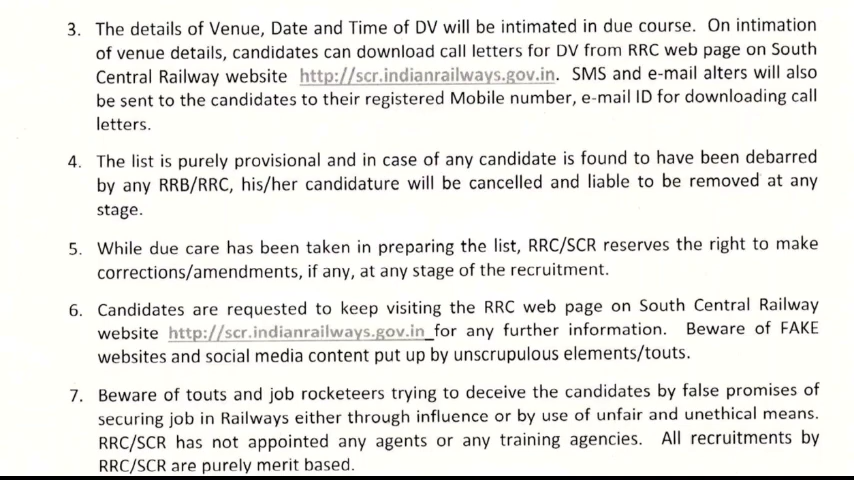 3. The details of Venue, Date and Time of DV will be intimated in due course. On intimation
of venue details, candidates can download call letters for DV from RRC web page on South
Central Railway website http://scr.indianrailways.gov.in. SMS and e-mail alters will also
be sent to the candidates to their registered Mobile number, e-mail ID for downloading call
letters.
4. The list is purely provisional and in case of any candidate is found to have been debarred
by any RRB/RRC, his/her candidature will be cancelled and liable to be removed at any
stage.
5. While due care has been taken in preparing the list, RRC/SCR reserves the right to make
corrections/amendments, if any, at any stage of the recruitment.
6. Candidates are requested to keep visiting the RRC web page on South Central Railway
website http://scr.indianrailways.gov.in for any further information. Beware of FAKE
websites and social media content put up by unscrupulous elements/touts.
7. Beware of touts and job rocketeers trying to deceive the candidates by false promises of
securing job in Railways either through influence or by use of unfair and unethical means.
RRC/SCR has not appointed any agents or any training agencies. All recruitments by
RRC/SCR are purely merit based.